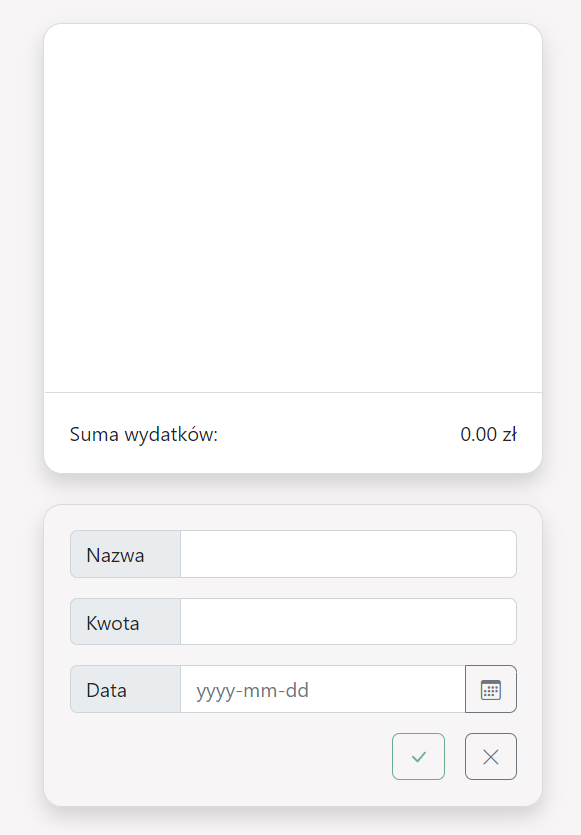 Suma wydatków: 0.00 zł
Nazwa
Kwota
Data yyyy-mm-dd